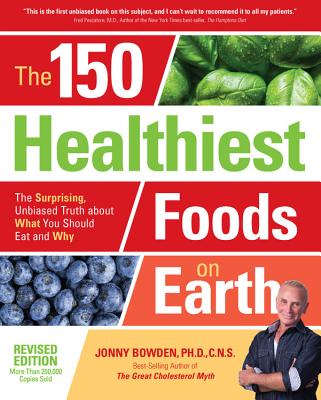 "This is the first unbiased book on this subject, and I can't wait to recommend it to all my patients."
Fred Pescatore, M.D., Author of the New York Times best-seller, The Hamptons Diet
The 150
Healthiest
The Surprising,
Unbiased Truth about
What You Should
Eat and Why
Foods
on
Earth
REVISED
EDITION
More Than 250,000
Copies Sold
JONNY BOWDEN, PH.D., C.N.S.
Best-Selling Author of
The Great Cholesterol Myth